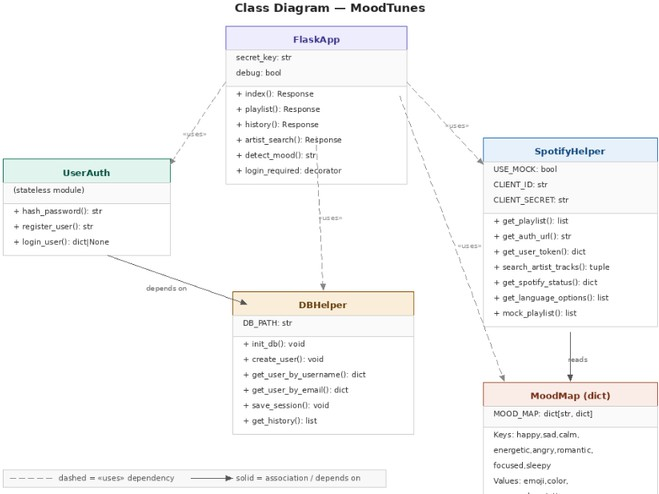 Class Diagram — MoodTunes
FlaskApp
secret_key: str
debug: bool
+ index(): Response
+ playlist(): Response
+ history(): Response
+ artist_search(): Response
+ detect_mood(): str
+ login_required: decorator
«uses»
«uses»
UserAuth
(stateless module)
+ hash_password(): str
+ register_user(): str
+ login_user(): dict|None
SpotifyHelper
USE_MOCK: bool
CLIENT_ID: str
CLIENT_SECRET: str
+ get_playlist(): list
+ get_auth_url(): str
+ get_user_token(): dict
+ search_artist_tracks(): tuple
+ get_spotify_status(): dict
+ get_language_options(): list
+ mock_playlist(): list
«uses»
«uses»
depends on
DBHelper
DB_PATH: str
+ init_db(): void
+ create_user(): void
+ get_user_by_username(): dict
+ get_user_by_email(): dict
+ save_session(): void
+ get_history(): list
reads
MoodMap (dict)
MOOD_MAP: dict[str, dict]
Keys: happy,sad,calm,
energetic,angry,romantic,
focused,sleepy
Values: emoji,color,
dashed = «uses» dependency
solid = association / depends on